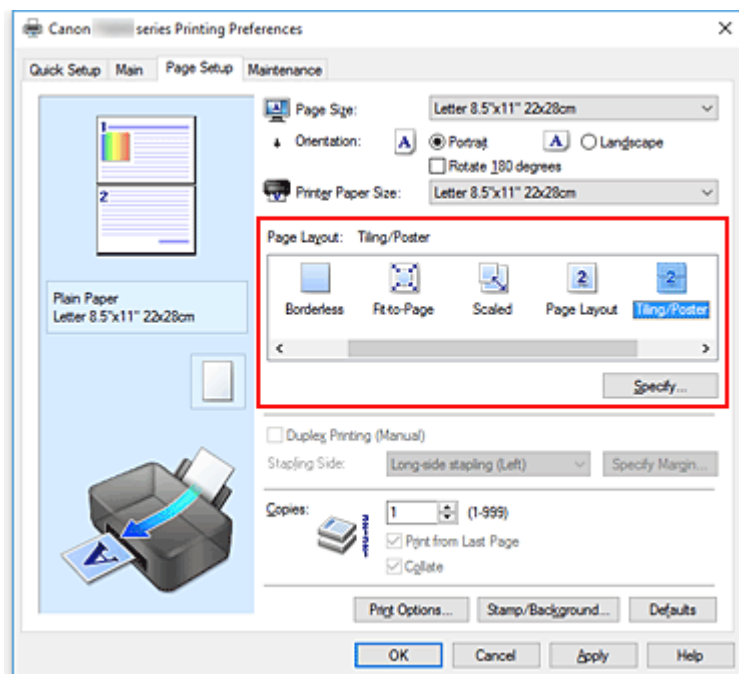 Canon series Printing Preferences
Quick Setup Main Page Setup Maintenance
1
2
Plain Paper
Letter 8.5"x11" 22x28cm
A
Page Size: Letter 8.5"x11" 22x28cm
Orientation: A Portrait A Landscape
Rotate 180 degrees
Printer Paper Size: Letter 8.5"x11" 22x28cm
Page Layout: Tiling/Poster
2 2
Borderless Fit-to-Page Scaled Page Layout Tiling/Poster
Specify...
Duplex Printing (Manual)
Stapling Side: Long-side stapling (Left) Specify Margin...
Copies: 1 (1-999)
Print from Last Page
Collate
Print Options... Stamp/Background... Defaults
OK Cancel Apply Help